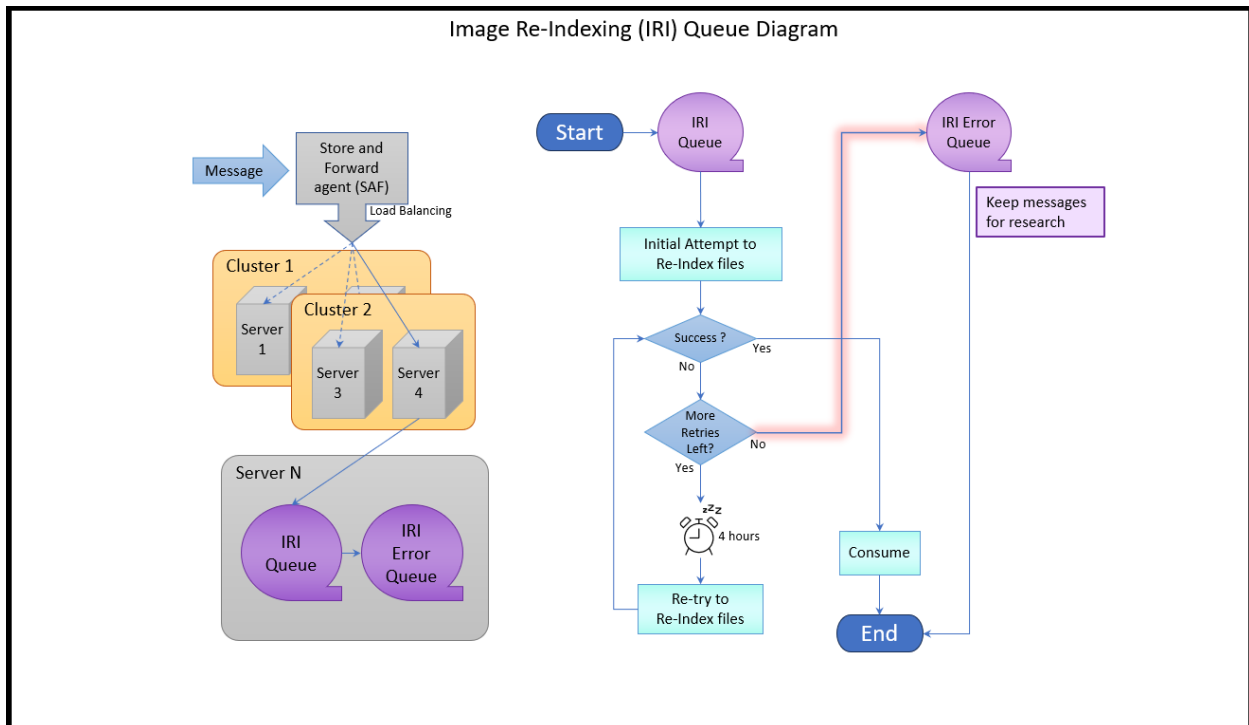 Image Re-Indexing (IRI) Queue Diagram
Message
Store and
Forward
agent (SAF)
Load Balancing
Cluster 1
Server
1
Cluster 2
Server
3
Server
4
Server N
IRI
Queue
IRI
Error
Queue
Start
IRI
Queue
IRI Error
Queue
Keep messages
for research
Initial Attempt to
Re-Index files
Success ?
Yes
No
More
Retries
Left?
No
Yes
zZZ
4 hours
Re-try to
Re-Index files
Consume
End